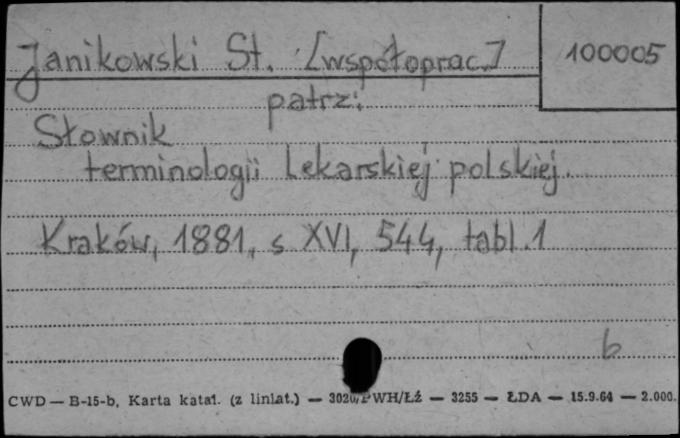 Janikowski St. [współoprac.]
100005
patrz:
Słownik
terminologii lekarskiej polskiej.
Kraków, 1881, s XVI, 544, tabl. 1
b
CWD — B-15-b, Karta katal. (z liniat.) — 3020/PWH/Łź — 3255 — ŁDA — 15.9.64 — 2.000.